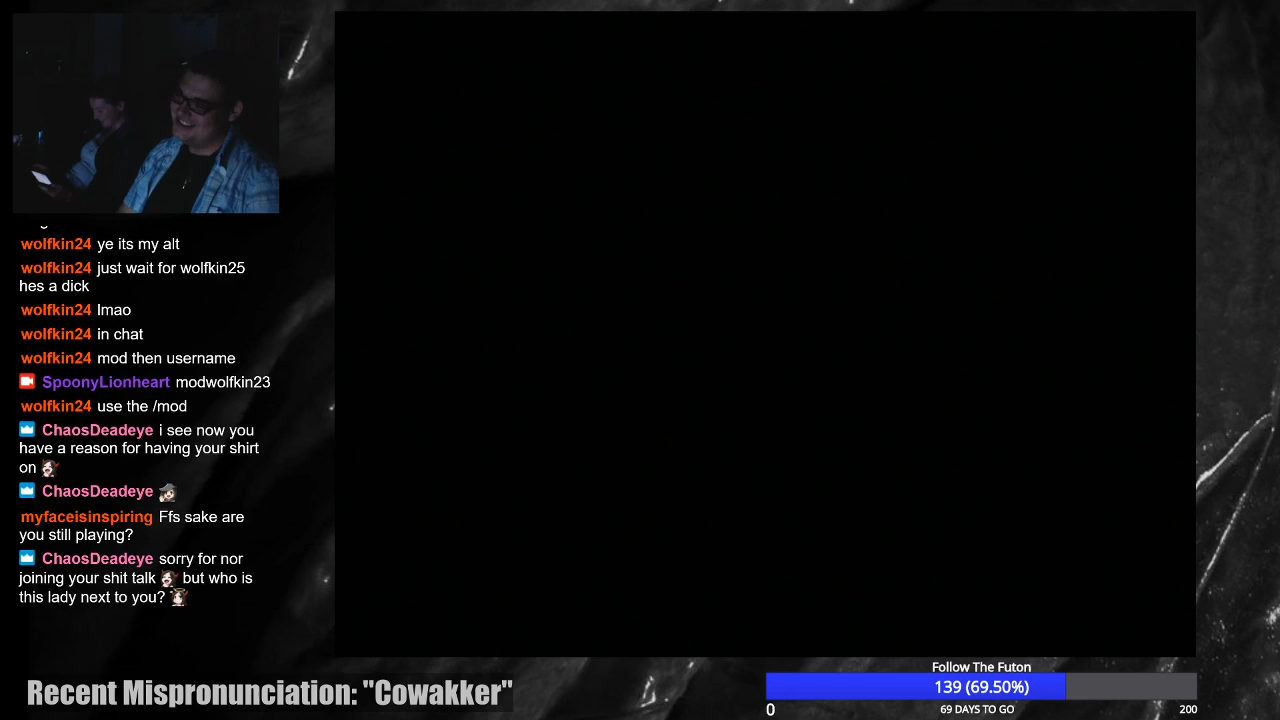 wolfkin24 ye its my alt
wolfkin24 just wait for wolfkin25
hes a dick
wolfkin24 lmao
wolfkin24 in chat
wolfkin24 mod then username
SpoonyLionheart modwolfkin23
wolfkin24 use the /mod
ChaosDeadeye i see now you
have a reason for having your shirt
on
ChaosDeadeye
myfaceisinspiring Ffs sake are
you still playing?
ChaosDeadeye sorry for nor
joining your shit talk but who is
this lady next to you?
Recent Mispronunciation: "Cowakker"
Follow The Futon
139 (69.50%)
0 69 DAYS TO GO 200